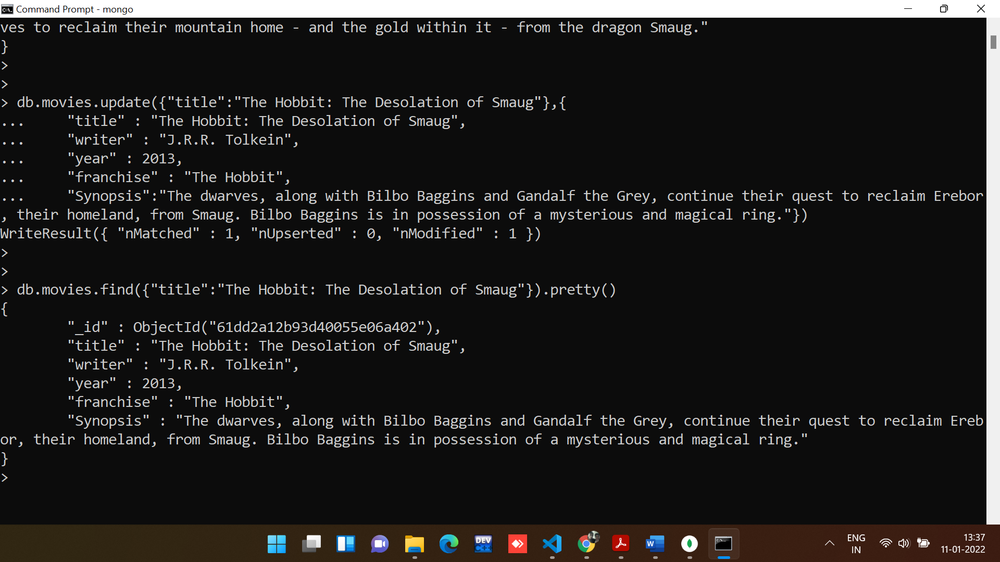 Command Prompt - mongo
ves to reclaim their mountain home - and the gold within it - from the dragon Smaug."
}
>
>
> db.movies.update({"title":"The Hobbit: The Desolation of Smaug"},{
...     "title" : "The Hobbit: The Desolation of Smaug",
...     "writer" : "J.R.R. Tolkein",
...     "year" : 2013,
...     "franchise" : "The Hobbit",
...     "Synopsis":"The dwarves, along with Bilbo Baggins and Gandalf the Grey, continue their quest to reclaim Erebor
, their homeland, from Smaug. Bilbo Baggins is in possession of a mysterious and magical ring."})
WriteResult({ "nMatched" : 1, "nUpserted" : 0, "nModified" : 1 })
>
>
> db.movies.find({"title":"The Hobbit: The Desolation of Smaug"}).pretty()
{
        "_id" : ObjectId("61dd2a12b93d40055e06a402"),
        "title" : "The Hobbit: The Desolation of Smaug",
        "writer" : "J.R.R. Tolkein",
        "year" : 2013,
        "franchise" : "The Hobbit",
        "Synopsis" : "The dwarves, along with Bilbo Baggins and Gandalf the Grey, continue their quest to reclaim Ereb
or, their homeland, from Smaug. Bilbo Baggins is in possession of a mysterious and magical ring."
}
>
DEV
C++
W
ENG
IN
13:37
11-01-2022